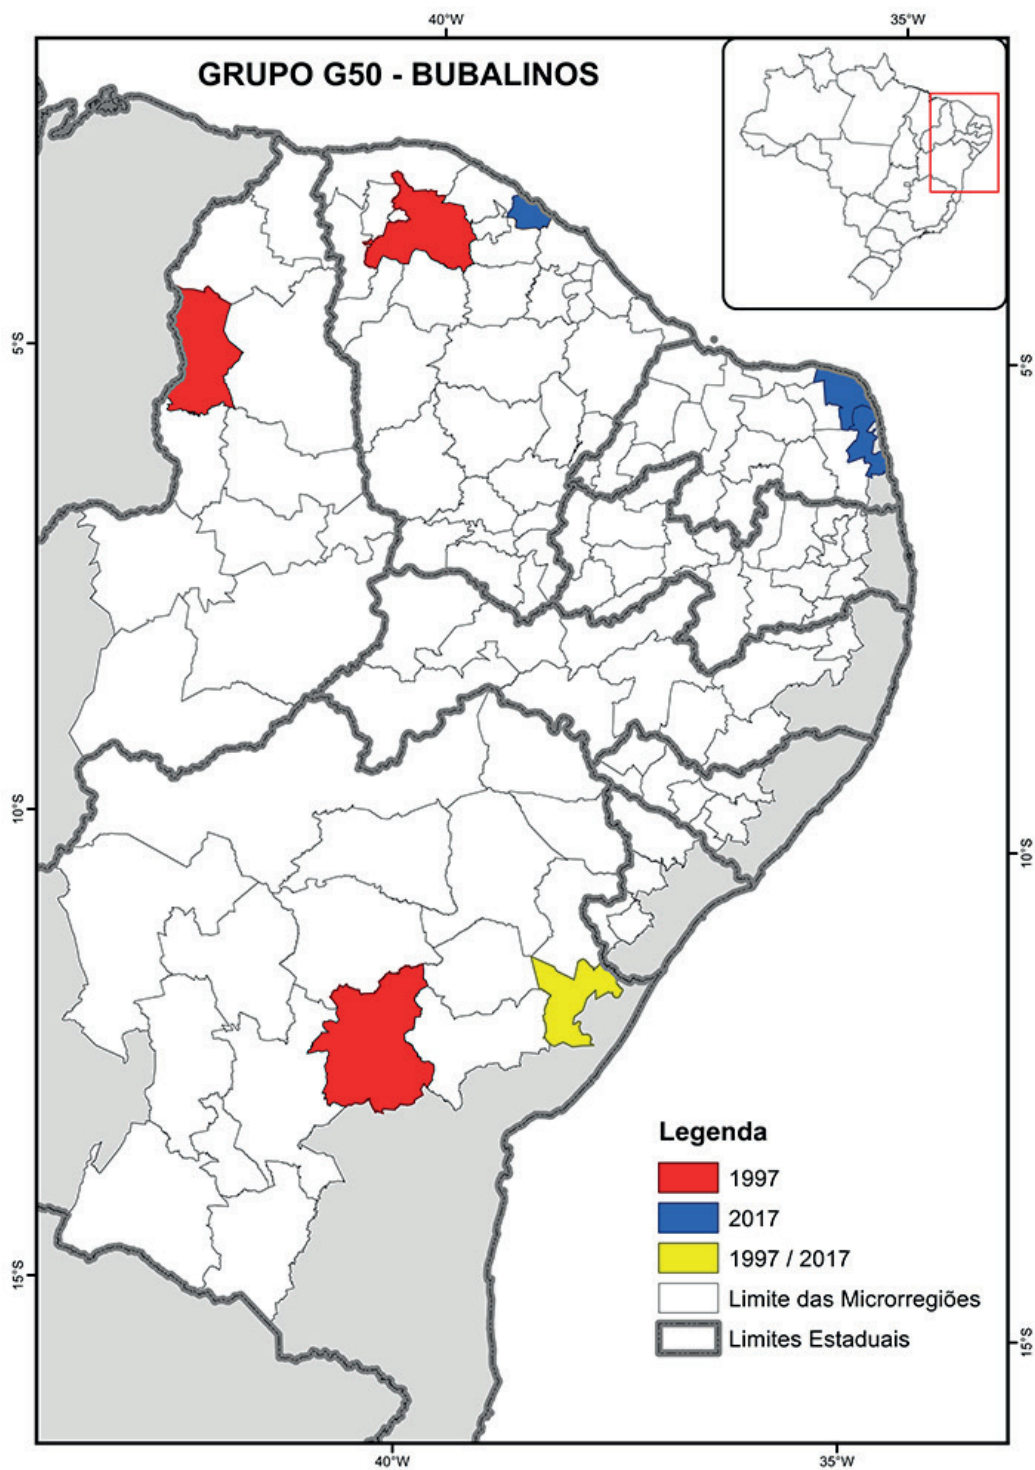 40°W
35°W
GRUPO G50 - BUBALINOS
5°S
5°S
10°S
10°S
Legenda
1997
2017
1997 / 2017
Limite das Microrregiões
Limites Estaduais
15°S
15°S
40°W
35°W